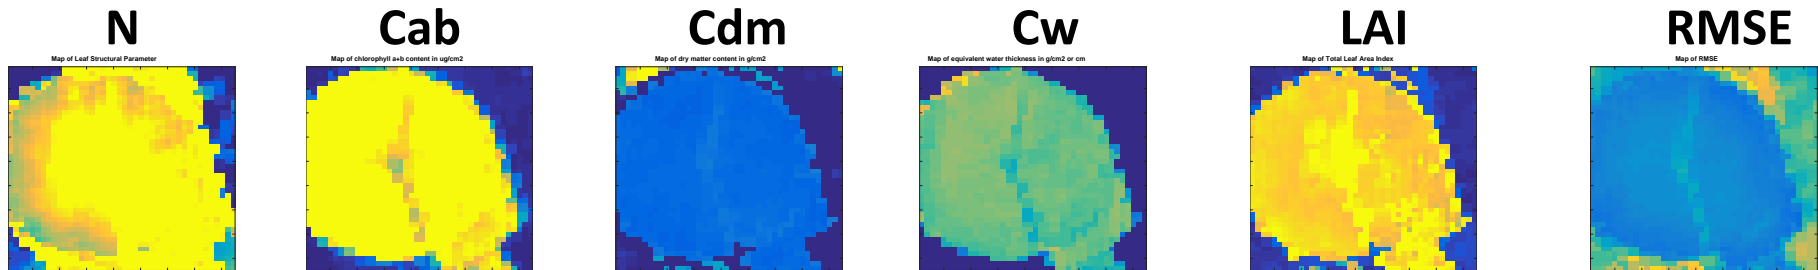 N
Cab
Cdm
Cw
LAI
RMSE
Map of Leaf Structural Parameter
Map of chlorophyll a+b content in ug/cm2
Map of dry matter content in g/cm2
Map of equivalent water thickness in g/cm2 or cm
Map of Total Leaf Area Index
Map of RMSE